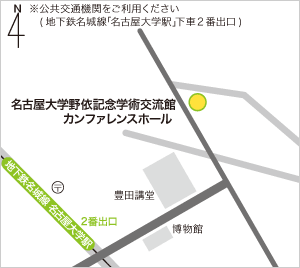 N
※公共交通機関をご利用ください
(地下鉄名城線｢名古屋大学駅｣下車２番出口)
名古屋大学野依記念学術交流館
カンファレンスホール
地下鉄名城線 名古屋大学駅
〒
2番出口
豊田講堂
博物館